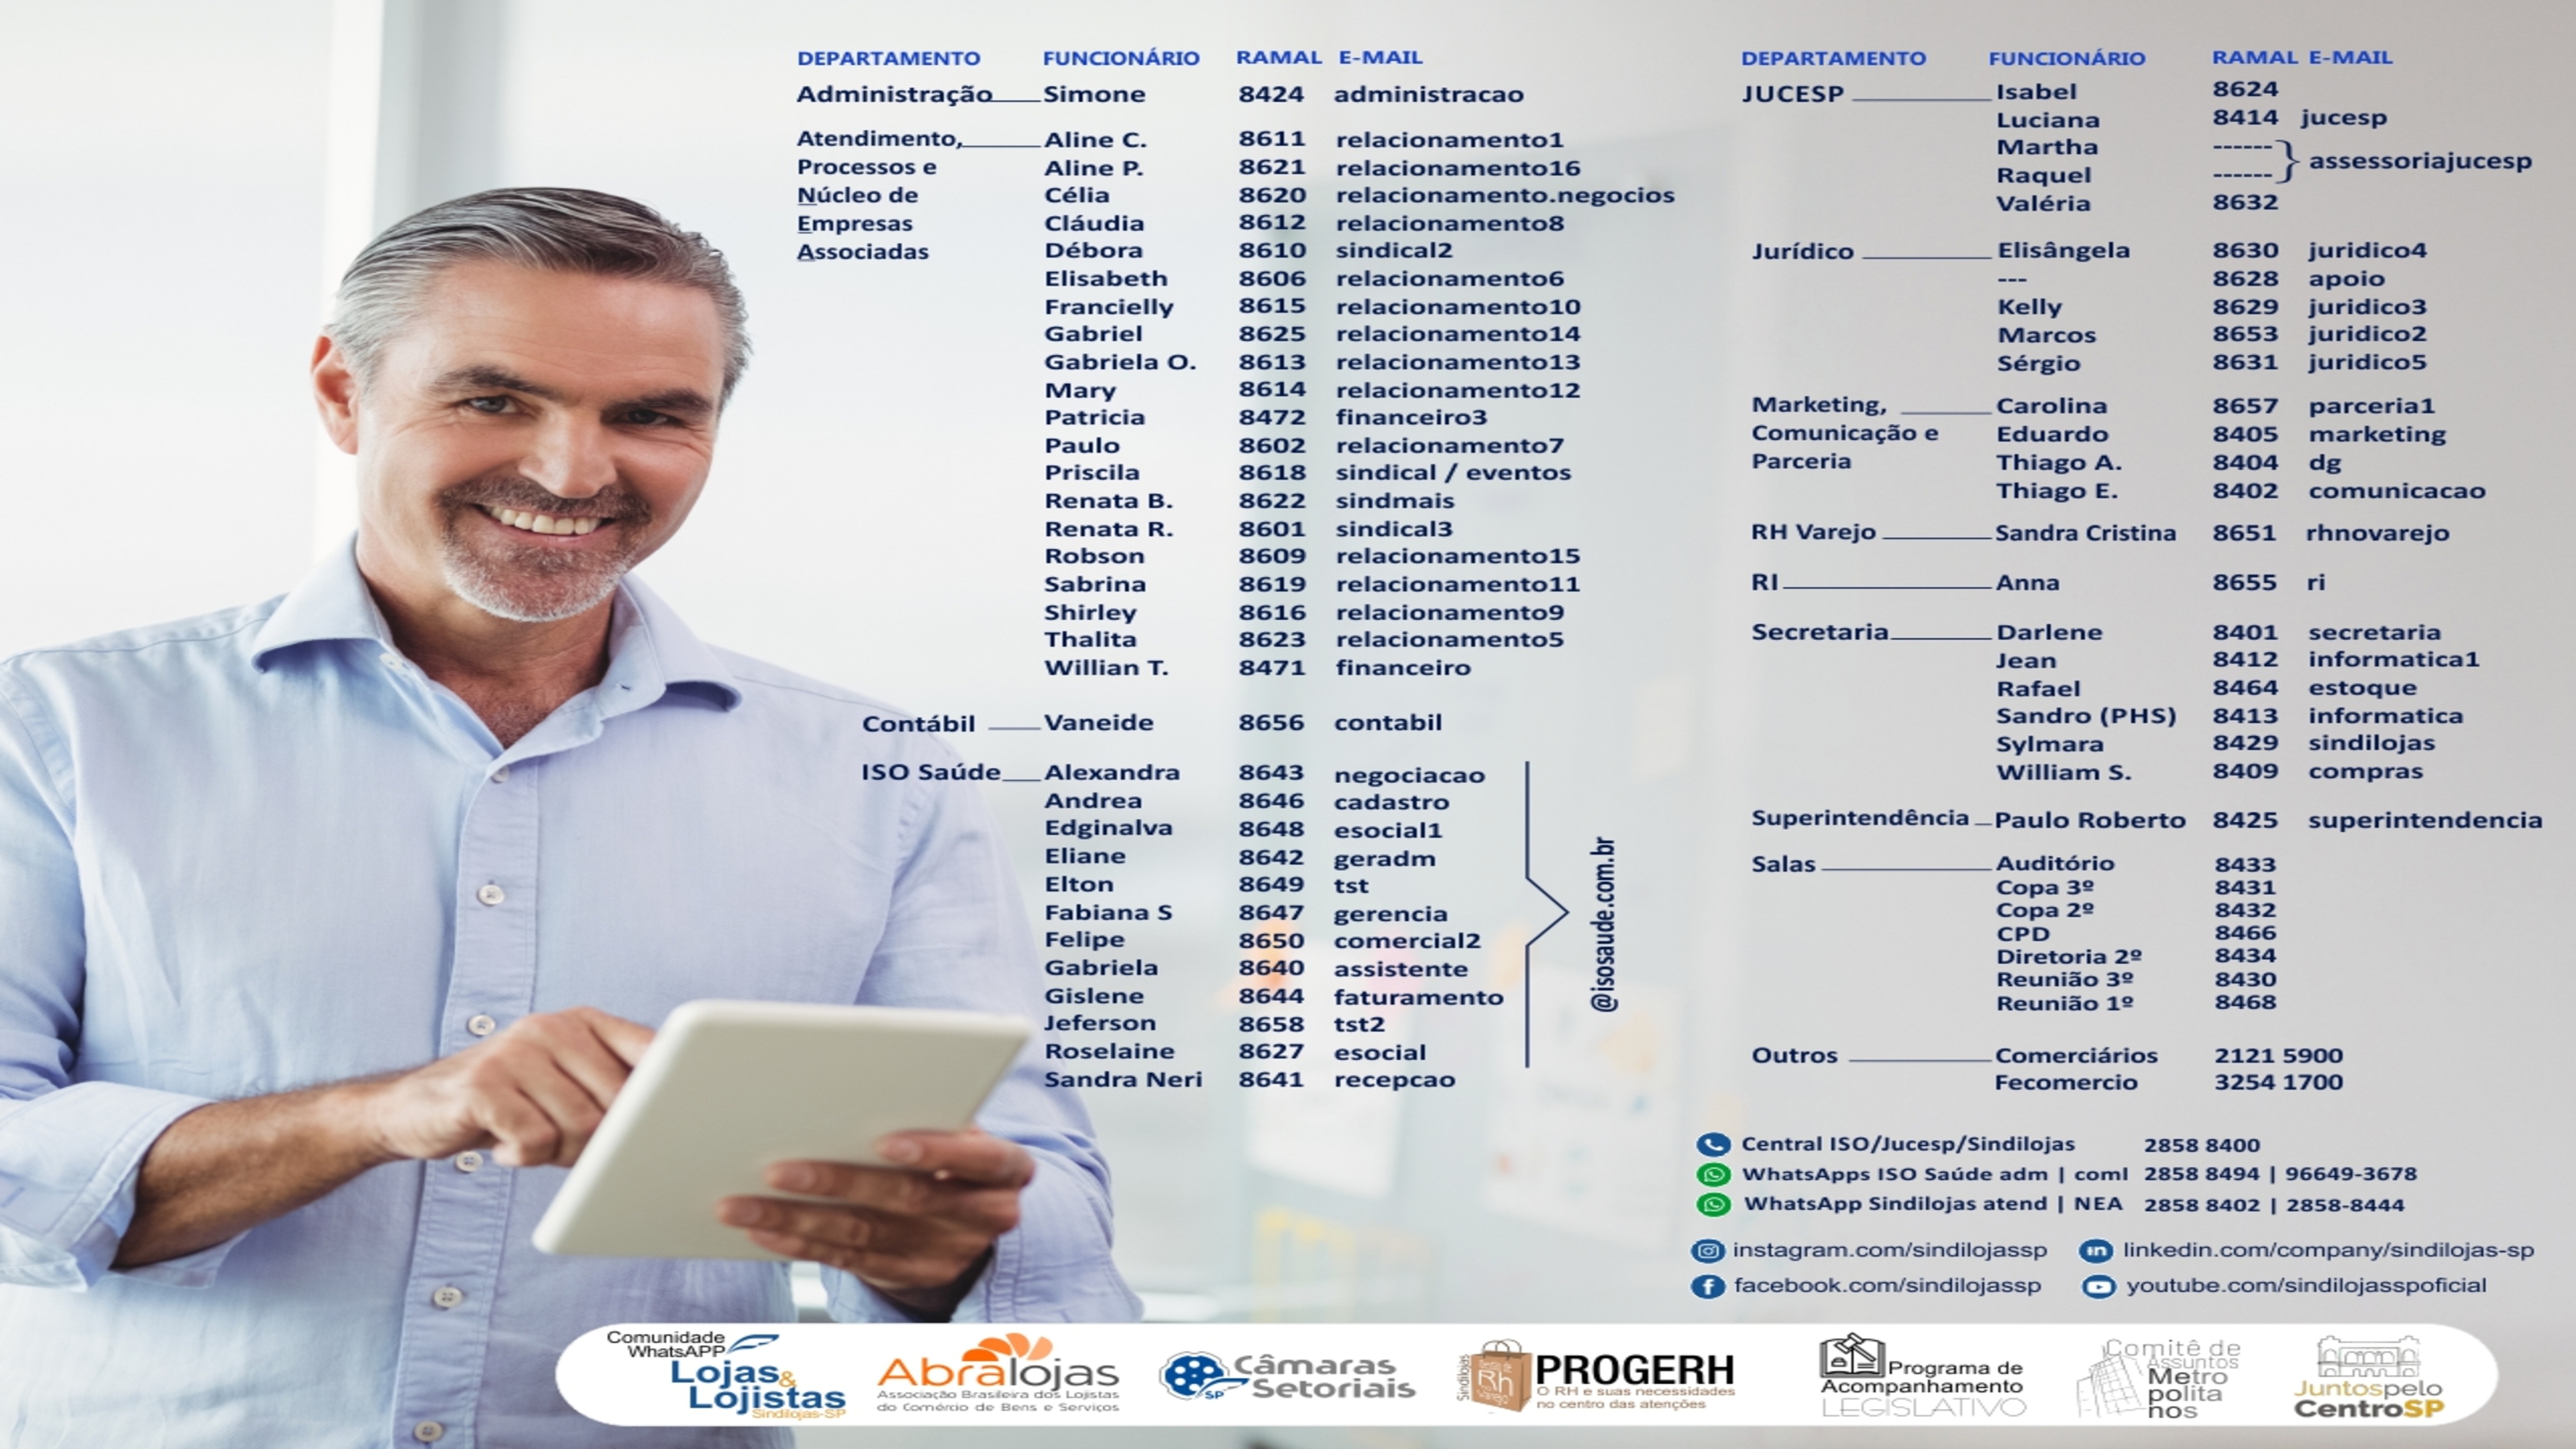 DEPARTAMENTO FUNCIONÁRIO RAMAL E-MAIL
Administração Simone 8424 administracao
Atendimento, Aline C. 8611 relacionamento1
Processos e Aline P. 8621 relacionamento16
Núcleo de Célia 8620 relacionamento.negocios
Empresas Cláudia 8612 relacionamento8
Associadas Débora 8610 sindical2
Elisabeth 8606 relacionamento6
Francielly 8615 relacionamento10
Gabriel 8625 relacionamento14
Gabriela O. 8613 relacionamento13
Mary 8614 relacionamento12
Patricia 8472 financeiro3
Paulo 8602 relacionamento7
Priscila 8618 sindical / eventos
Renata B. 8622 sindmais
Renata R. 8601 sindical3
Robson 8609 relacionamento15
Sabrina 8619 relacionamento11
Shirley 8616 relacionamento9
Thalita 8623 relacionamento5
Willian T. 8471 financeiro
Contábil Vaneide 8656 contabil
ISO Saúde Alexandra 8643 negociacao
Andrea 8646 cadastro
Edginalva 8648 esocial1
Eliane 8642 geradm
Elton 8649 tst
Fabiana S 8647 gerencia
Felipe 8650 comercial2
Gabriela 8640 assistente
Gislene 8644 faturamento
Jeferson 8658 tst2
Roselaine 8627 esocial
Sandra Neri 8641 recepcao
@isosaude.com.br
DEPARTAMENTO FUNCIONÁRIO RAMAL E-MAIL
JUCESP Isabel 8624
Luciana 8414 jucesp
Martha ------
Raquel ------ assessoriajucesp
Valéria 8632
Jurídico Elisângela 8630 juridico4
--- 8628 apoio
Kelly 8629 juridico3
Marcos 8653 juridico2
Sérgio 8631 juridico5
Marketing, Carolina 8657 parceria1
Comunicação e Eduardo 8405 marketing
Parceria Thiago A. 8404 dg
Thiago E. 8402 comunicacao
RH Varejo Sandra Cristina 8651 rhnovarejo
RI Anna 8655 ri
Secretaria Darlene 8401 secretaria
Jean 8412 informatica1
Rafael 8464 estoque
Sandro (PHS) 8413 informatica
Sylmara 8429 sindilojas
William S. 8409 compras
Superintendência Paulo Roberto 8425 superintendencia
Salas Auditório 8433
Copa 3º 8431
Copa 2º 8432
CPD 8466
Diretoria 2º 8434
Reunião 3º 8430
Reunião 1º 8468
Outros Comerciários 2121 5900
Fecomercio 3254 1700
Central ISO/Jucesp/Sindilojas 2858 8400
WhatsApps ISO Saúde adm | coml 2858 8494 | 96649-3678
WhatsApp Sindilojas atend | NEA 2858 8402 | 2858-8444
instagram.com/sindilojassp linkedin.com/company/sindilojas-sp
facebook.com/sindilojassp youtube.com/sindilojasspoficial
Comunidade
WhatsAPP
Lojas&
Lojistas
Sindilojas-SP
Abralojas
Associação Brasileira dos Lojistas
do Comércio de Bens e Serviços
SP
Câmaras
Setoriais
Sindilojas
Rh
PROGERH
O RH e suas necessidades
no centro das atenções
Programa de
Acompanhamento
LEGISLATIVO
Comitê de
Assuntos
Metro
polita
nos
Juntospelo
CentroSP